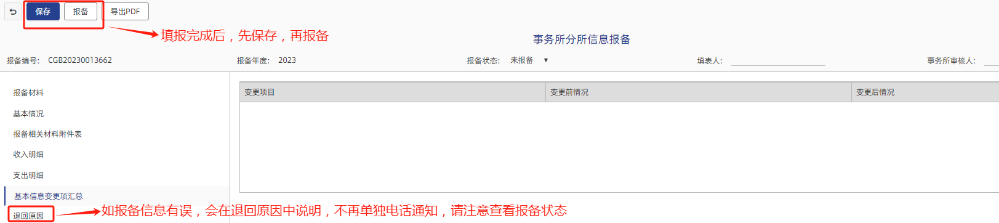 保存 报备 导出PDF
填报完成后，先保存，再报备
事务所分所信息报备
报备编号： CGB20230013662 报备年度： 2023 报备状态： 未报备 填表人： 事务所审核人：
报备材料
变更项目 变更前情况 变更后情况
基本情况
报备相关材料附件表
收入明细
支出明细
基本信息变更项汇总
退回原因
如报备信息有误，会在退回原因中说明，不再单独电话通知，请注意查看报备状态